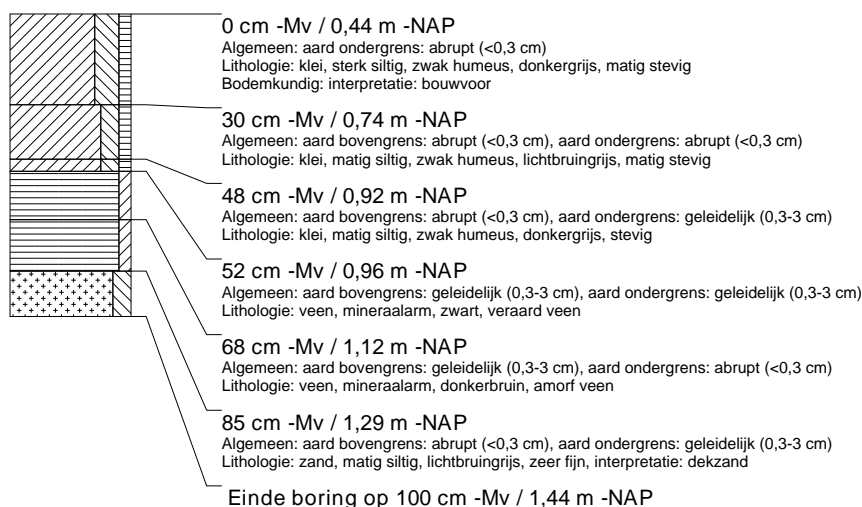 0 cm -Mv / 0,44 m -NAP
Algemeen: aard ondergrens: abrupt (<0,3 cm)
Lithologie: klei, sterk siltig, zwak humeus, donkergrijs, matig stevig
Bodemkundig: interpretatie: bouwvoor
30 cm -Mv / 0,74 m -NAP
Algemeen: aard bovengrens: abrupt (<0,3 cm), aard ondergrens: abrupt (<0,3 cm)
Lithologie: klei, matig siltig, zwak humeus, lichtbruingrijs, matig stevig
48 cm -Mv / 0,92 m -NAP
Algemeen: aard bovengrens: abrupt (<0,3 cm), aard ondergrens: geleidelijk (0,3-3 cm)
Lithologie: klei, matig siltig, zwak humeus, donkergrijs, stevig
52 cm -Mv / 0,96 m -NAP
Algemeen: aard bovengrens: geleidelijk (0,3-3 cm), aard ondergrens: geleidelijk (0,3-3 cm)
Lithologie: veen, mineraalarm, zwart, veraard veen
68 cm -Mv / 1,12 m -NAP
Algemeen: aard bovengrens: geleidelijk (0,3-3 cm), aard ondergrens: abrupt (<0,3 cm)
Lithologie: veen, mineraalarm, donkerbruin, amorf veen
85 cm -Mv / 1,29 m -NAP
Algemeen: aard bovengrens: abrupt (<0,3 cm), aard ondergrens: geleidelijk (0,3-3 cm)
Lithologie: zand, matig siltig, lichtbruingrijs, zeer fijn, interpretatie: dekzand
Einde boring op 100 cm -Mv / 1,44 m -NAP